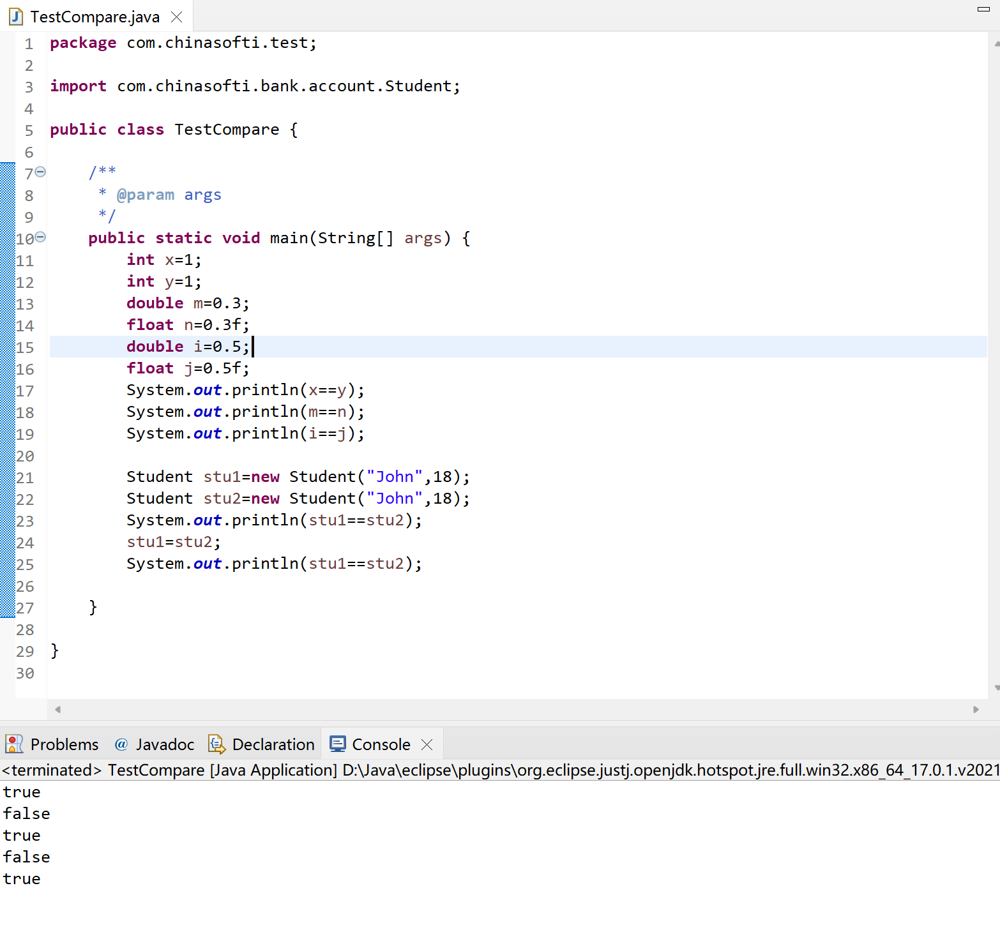 TestCompare.java
1 package com.chinasofti.test;
2
3 import com.chinasofti.bank.account.Student;
4
5 public class TestCompare {
6
7 /**
8 * @param args
9 */
10 public static void main(String[] args) {
11 int x=1;
12 int y=1;
13 double m=0.3;
14 float n=0.3f;
15 double i=0.5;
16 float j=0.5f;
17 System.out.println(x==y);
18 System.out.println(m==n);
19 System.out.println(i==j);
20
21 Student stu1=new Student("John",18);
22 Student stu2=new Student("John",18);
23 System.out.println(stu1==stu2);
24 stu1=stu2;
25 System.out.println(stu1==stu2);
26
27 }
28
29 }
30
Problems @ Javadoc Declaration Console
<terminated> TestCompare [Java Application] D:\Java\eclipse\plugins\org.eclipse.justj.openjdk.hotspot.jre.full.win32.x86_64_17.0.1.v2021
true
false
true
false
true